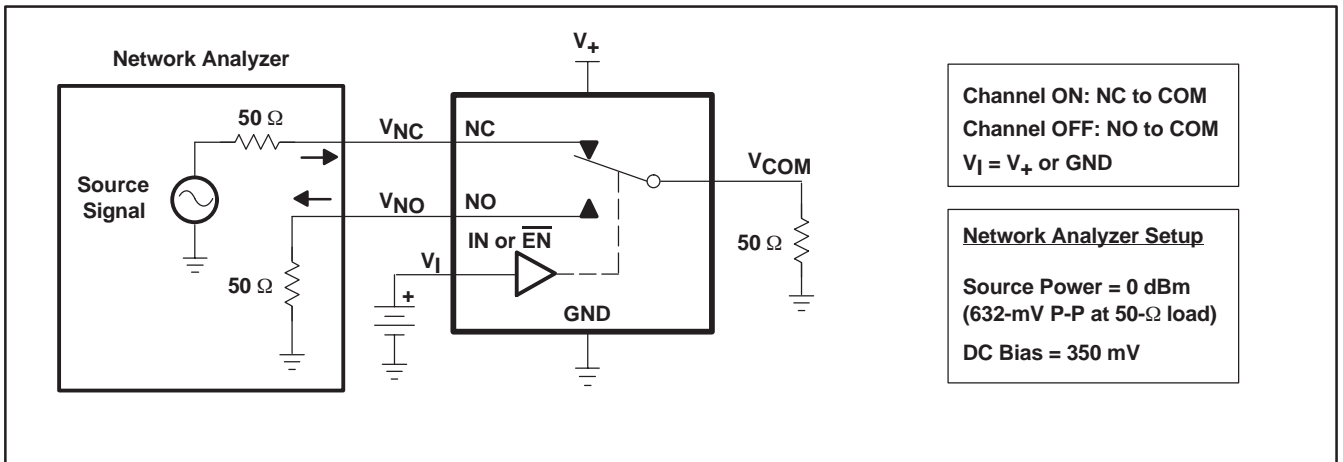 Network Analyzer
50 Ω
Source
Signal
50 Ω
VNC
VNO
NC
NO
IN or EN
VI
+
V+
GND
VCOM
50 Ω
Channel ON: NC to COM
Channel OFF: NO to COM
VI = V+ or GND
Network Analyzer Setup
Source Power = 0 dBm
(632-mV P-P at 50-Ω load)
DC Bias = 350 mV